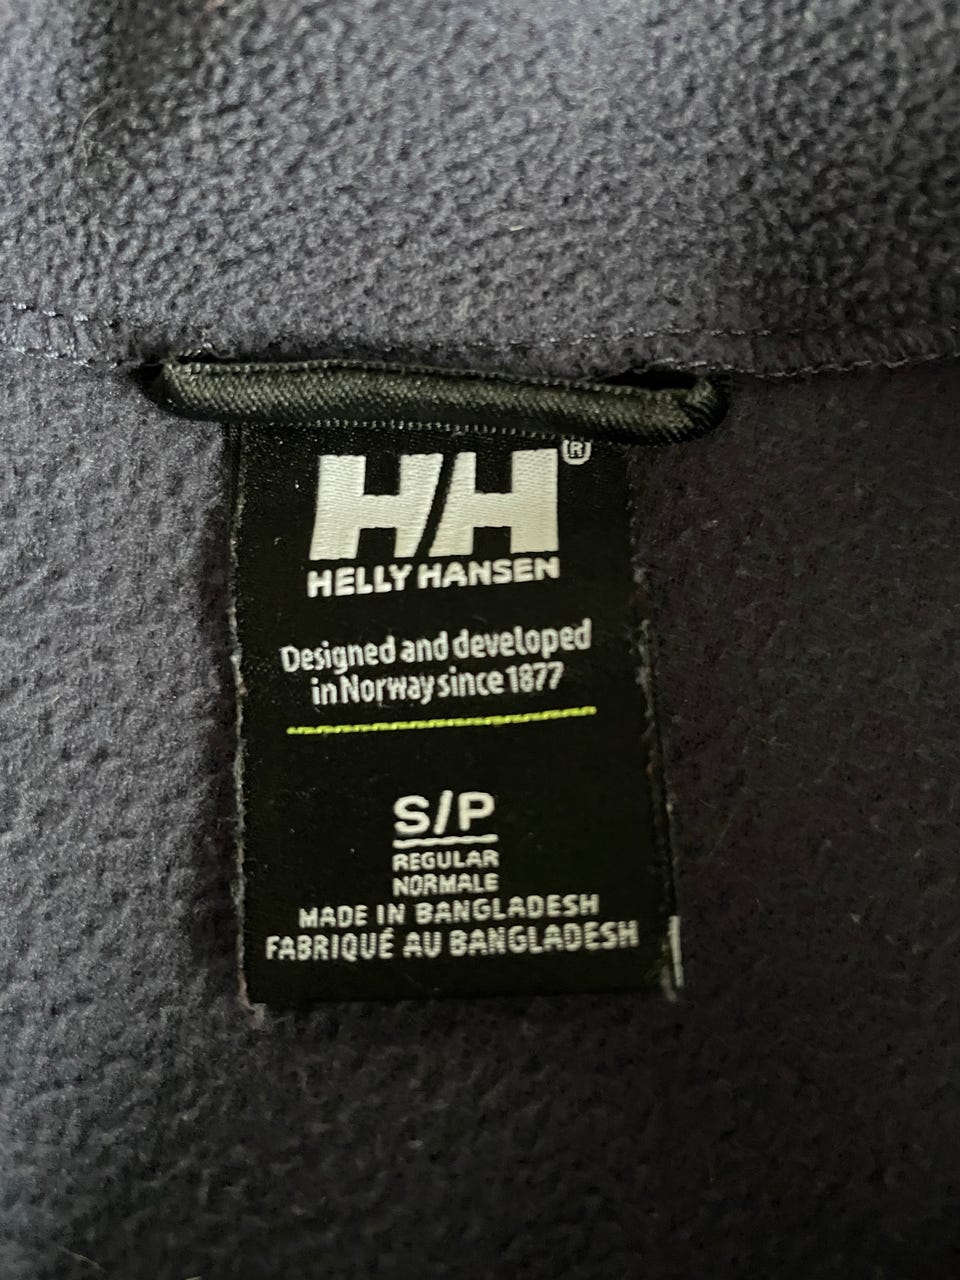 HH®
HELLY HANSEN
Designed and developed
in Norway since 1877
S/P
REGULAR
NORMALE
MADE IN BANGLADESH
FABRIQUÉ AU BANGLADESH